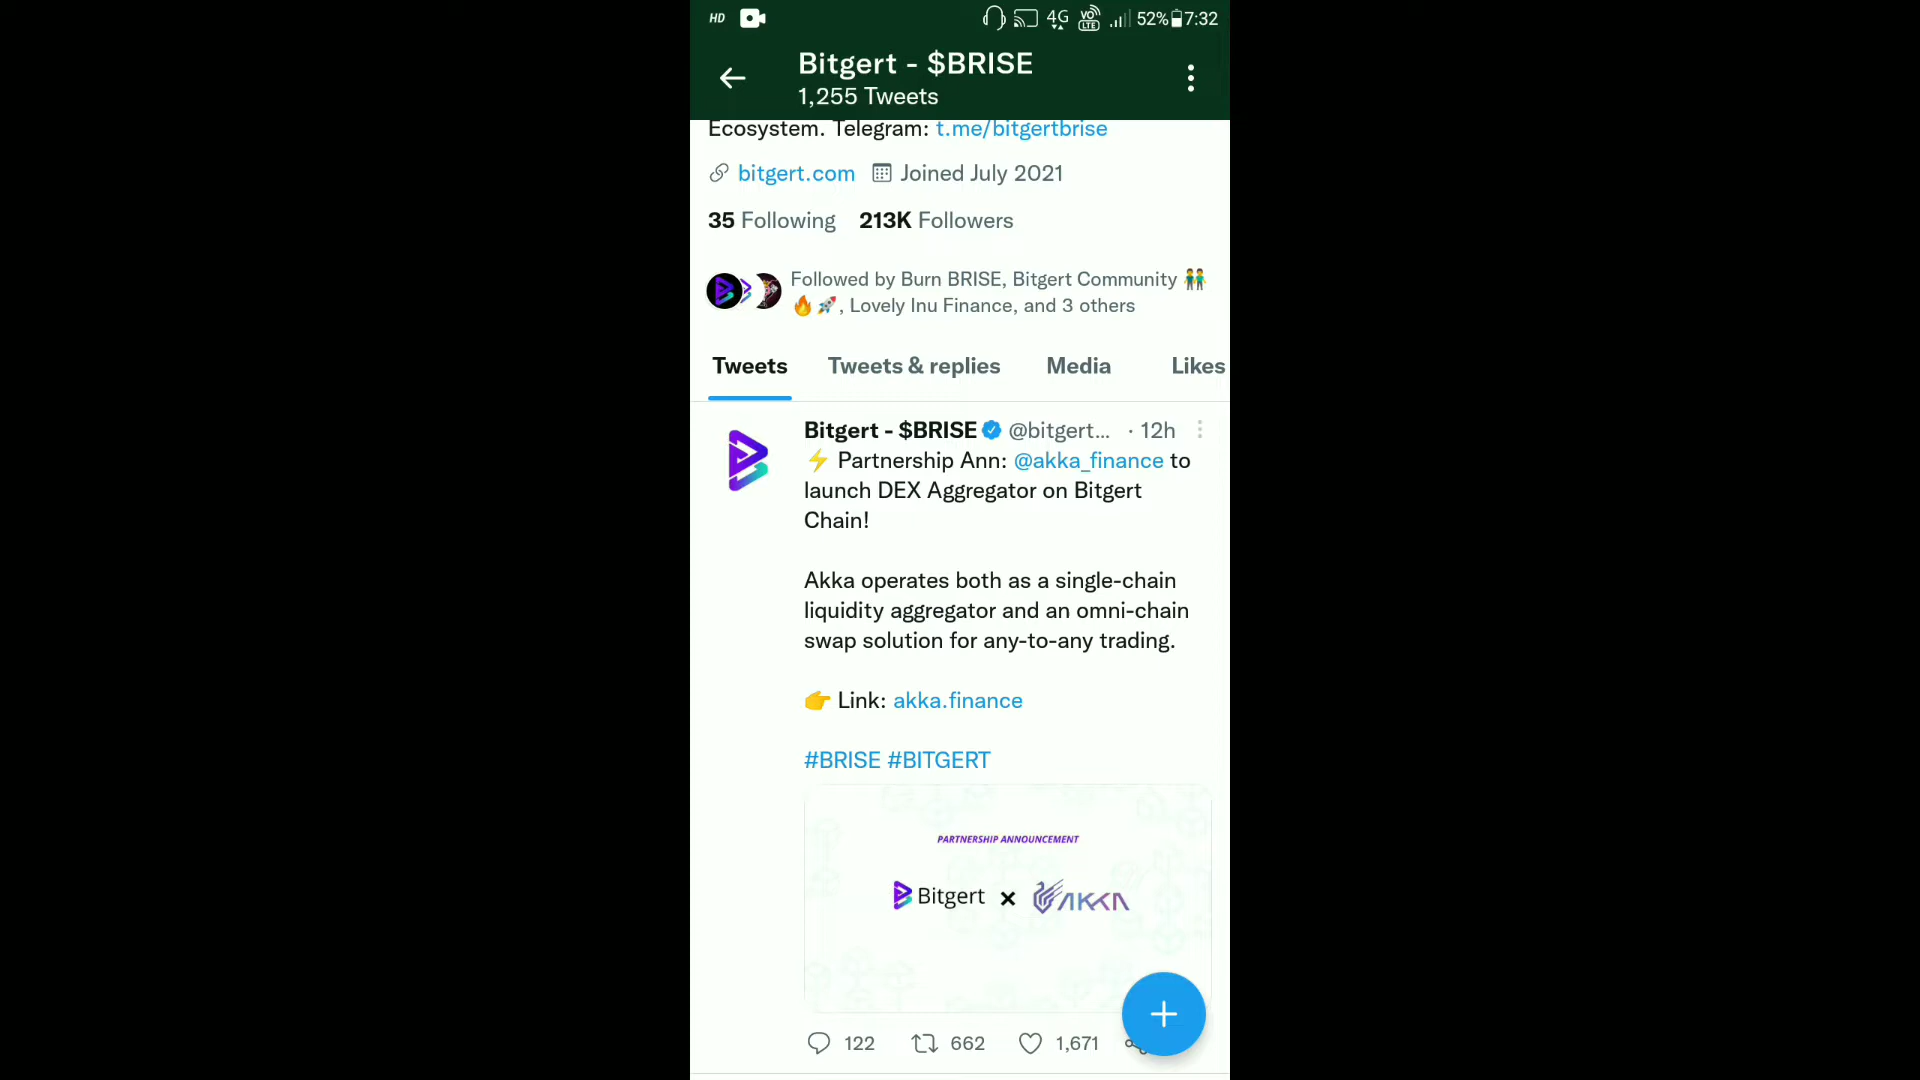 HD 4G VO LTE 52% 7:32
Bitgert - $BRISE
1,255 Tweets
Ecosystem. Telegram: t.me/bitgertbrise
bitgert.com Joined July 2021
35 Following 213K Followers
Followed by Burn BRISE, Bitgert Community 👬
🔥🚀, Lovely Inu Finance, and 3 others
Tweets Tweets & replies Media Likes
Bitgert - $BRISE @bitgert... · 12h
⚡ Partnership Ann: @akka_finance to
launch DEX Aggregator on Bitgert
Chain!
Akka operates both as a single-chain
liquidity aggregator and an omni-chain
swap solution for any-to-any trading.
👉 Link: akka.finance
#BRISE #BITGERT
PARTNERSHIP ANNOUNCEMENT
Bitgert x AKKA
122 662 1,671